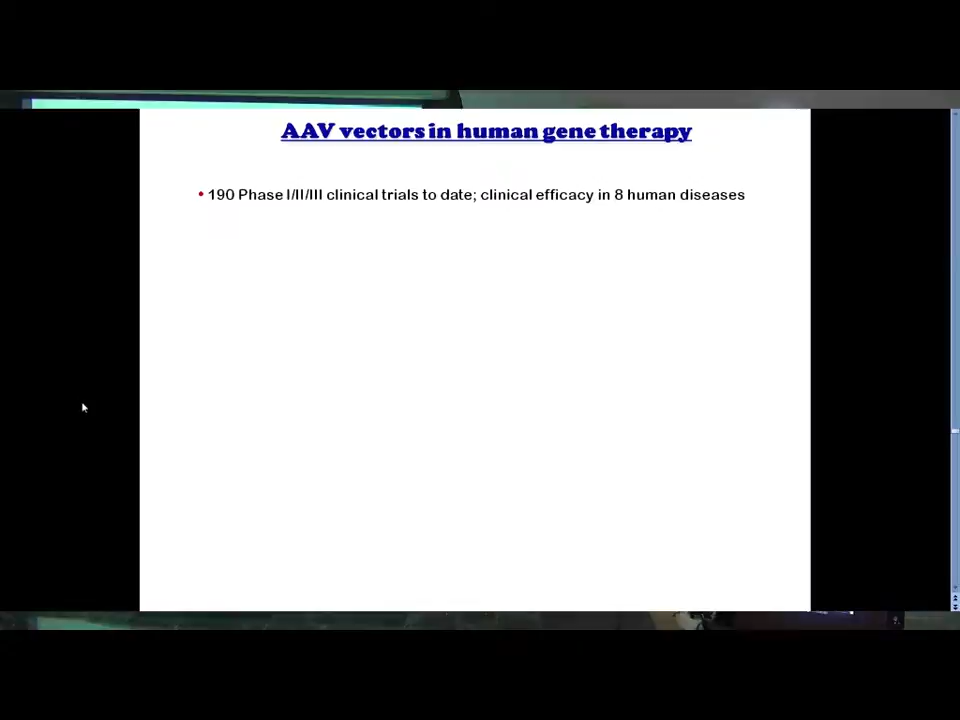 AAV vectors in human gene therapy
• 190 Phase I/II/III clinical trials to date; clinical efficacy in 8 human diseases